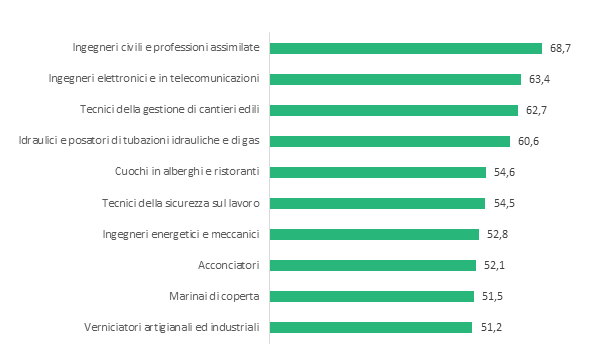 Ingegneri civili e professioni assimilate 68,7
Ingegneri elettronici e in telecomunicazioni 63,4
Tecnici della gestione di cantieri edili 62,7
Idraulici e posatori di tubazioni idrauliche e di gas 60,6
Cuochi in alberghi e ristoranti 54,6
Tecnici della sicurezza sul lavoro 54,5
Ingegneri energetici e meccanici 52,8
Acconciatori 52,1
Marinai di coperta 51,5
Verniciatori artigianali ed industriali 51,2